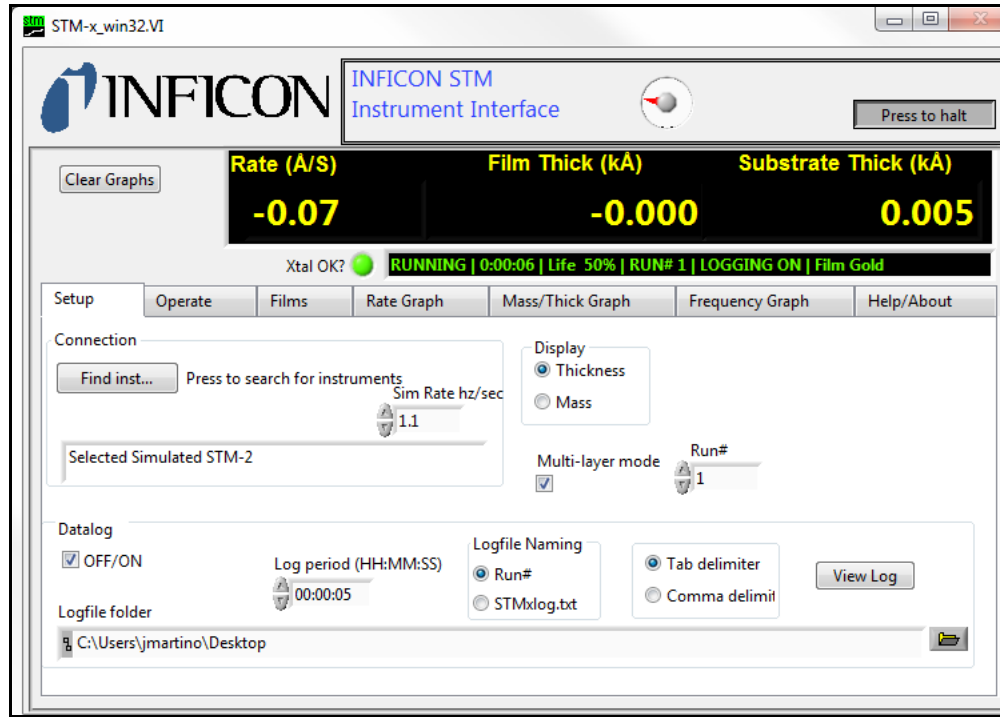 stm STM-x_win32.VI
INFICON
INFICON STM
Instrument Interface
Press to halt
Clear Graphs
Rate (Å/S) Film Thick (kÅ) Substrate Thick (kÅ)
-0.07 -0.000 0.005
Xtal OK? RUNNING | 0:00:06 | Life 50% | RUN# 1 | LOGGING ON | Film Gold
Setup Operate Films Rate Graph Mass/Thick Graph Frequency Graph Help/About
Connection
Find inst... Press to search for instruments
Sim Rate hz/sec
1.1
Selected Simulated STM-2
Display
Thickness
Mass
Multi-layer mode
Run#
1
Datalog
OFF/ON
Log period (HH:MM:SS)
00:00:05
Logfile Naming
Run#
STMxlog.txt
Tab delimiter
Comma delimit
View Log
Logfile folder
C:\Users\jmartino\Desktop